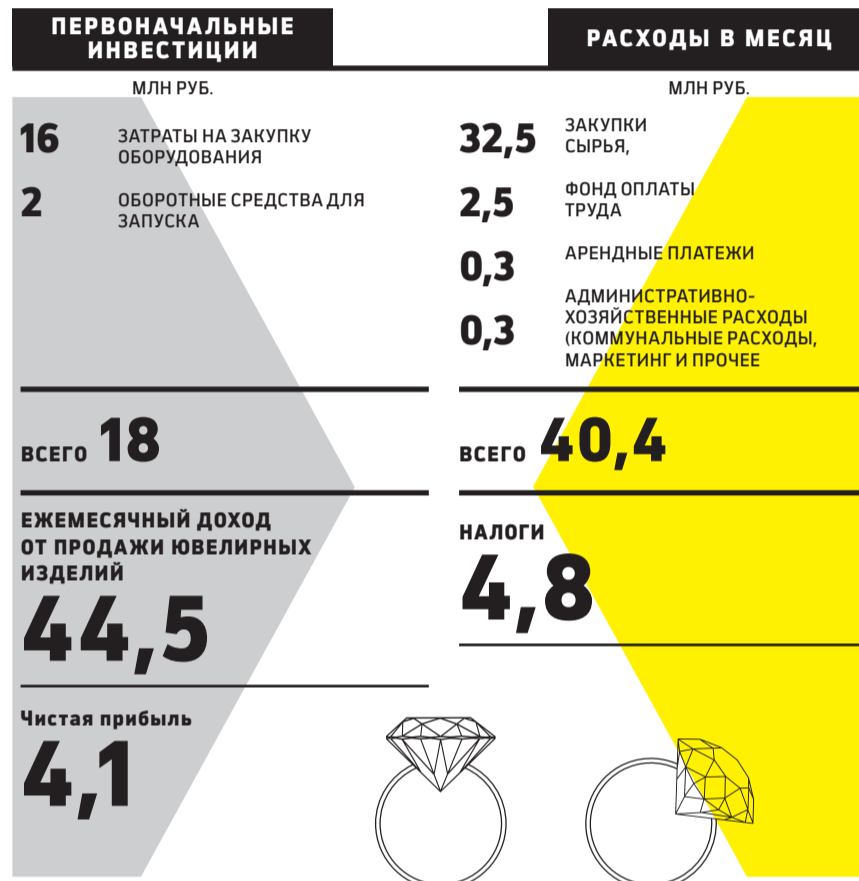 ПЕРВОНАЧАЛЬНЫЕ
ИНВЕСТИЦИИ
МЛН РУБ.
16 ЗАТРАТЫ НА ЗАКУПКУ
ОБОРУДОВАНИЯ
2 ОБОРОТНЫЕ СРЕДСТВА ДЛЯ
ЗАПУСКА
ВСЕГО 18
ЕЖЕМЕСЯЧНЫЙ ДОХОД
ОТ ПРОДАЖИ ЮВЕЛИРНЫХ
ИЗДЕЛИЙ
44,5
Чистая прибыль
4,1
РАСХОДЫ В МЕСЯЦ
МЛН РУБ.
32,5 ЗАКУПКИ
СЫРЬЯ,
2,5 ФОНД ОПЛАТЫ
ТРУДА
0,3 АРЕНДНЫЕ ПЛАТЕЖИ
0,3 АДМИНИСТРАТИВНО-
ХОЗЯЙСТВЕННЫЕ РАСХОДЫ
(КОММУНАЛЬНЫЕ РАСХОДЫ,
МАРКЕТИНГ И ПРОЧЕЕ
ВСЕГО 40,4
НАЛОГИ
4,8